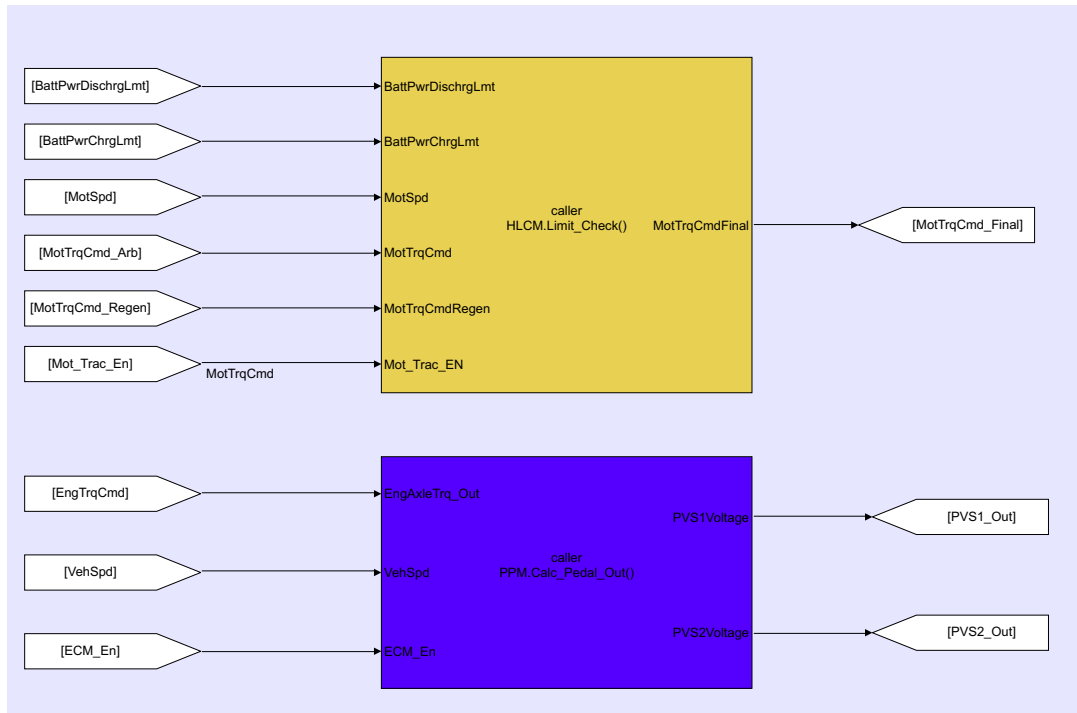 [BattPwrDischrgLmt]
BattPwrDischrgLmt
[BattPwrChrgLmt]
BattPwrChrgLmt
[MotSpd]
MotSpd
caller
HLCM.Limit_Check()
MotTrqCmdFinal
[MotTrqCmd_Final]
[MotTrqCmd_Arb]
MotTrqCmd
[MotTrqCmd_Regen]
MotTrqCmdRegen
[Mot_Trac_En]
MotTrqCmd
Mot_Trac_EN
[EngTrqCmd]
EngAxleTrq_Out
PVS1Voltage
[PVS1_Out]
[VehSpd]
VehSpd
caller
PPM.Calc_Pedal_Out()
PVS2Voltage
[PVS2_Out]
[ECM_En]
ECM_En